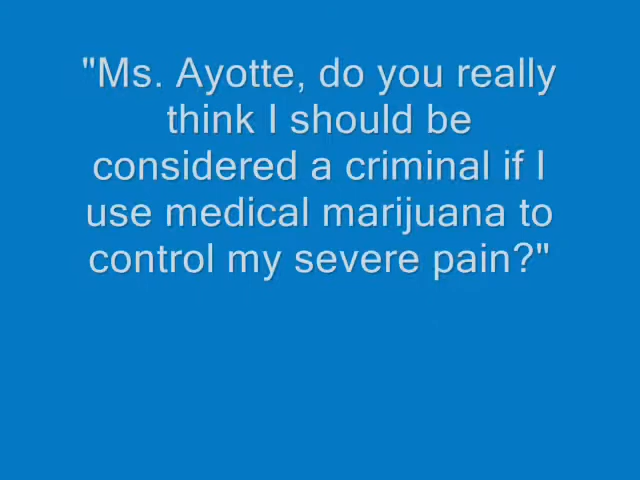 "Ms. Ayotte, do you really
think I should be
considered a criminal if I
use medical marijuana to
control my severe pain?"